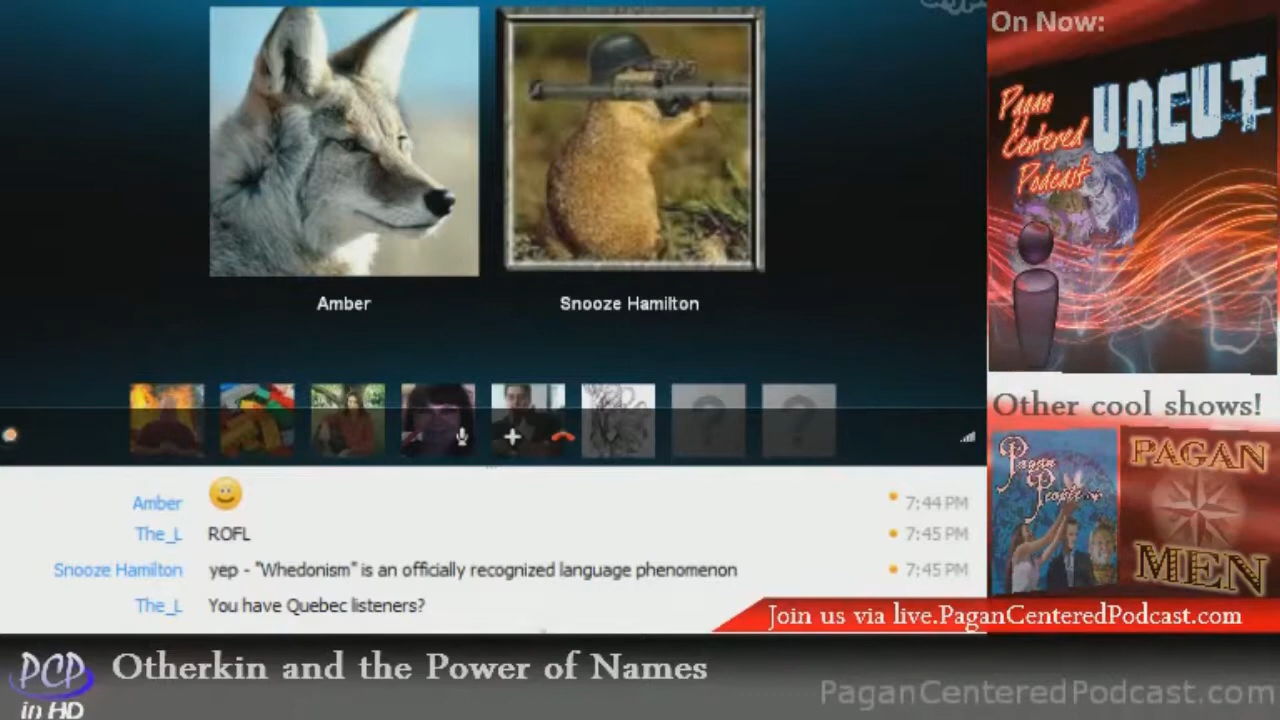 On Now:
Pagan
Centered
Podcast
UNCUT
Amber
Snooze Hamilton
Other cool shows!
Pagan
People
PAGAN
MEN
Amber 7:44 PM
The_L ROFL 7:45 PM
Snooze Hamilton yep - "Whedonism" is an officially recognized language phenomenon 7:45 PM
The_L You have Quebec listeners?
Join us via live.PaganCenteredPodcast.com
PCP
in HD
Otherkin and the Power of Names
PaganCenteredPodcast.com